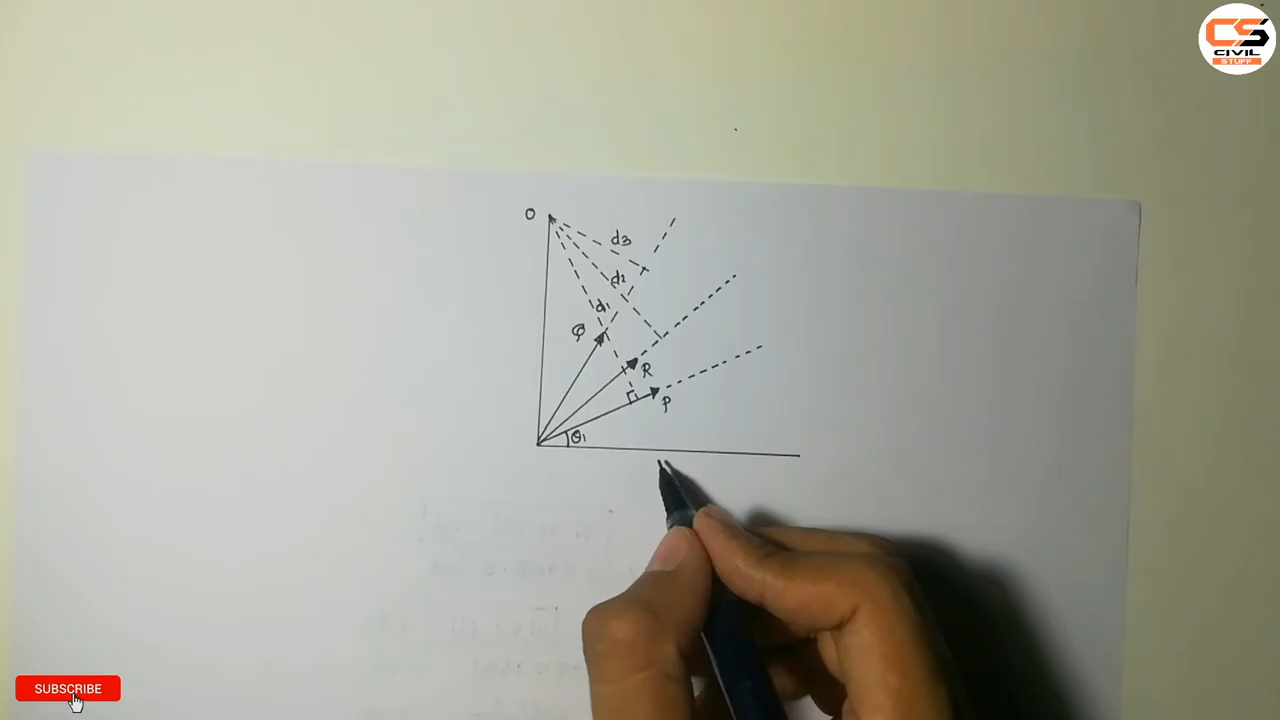 CS
CIVIL
STUFF
O
d3
d2
d1
Q
R
P
θ1
SUBSCRIBE